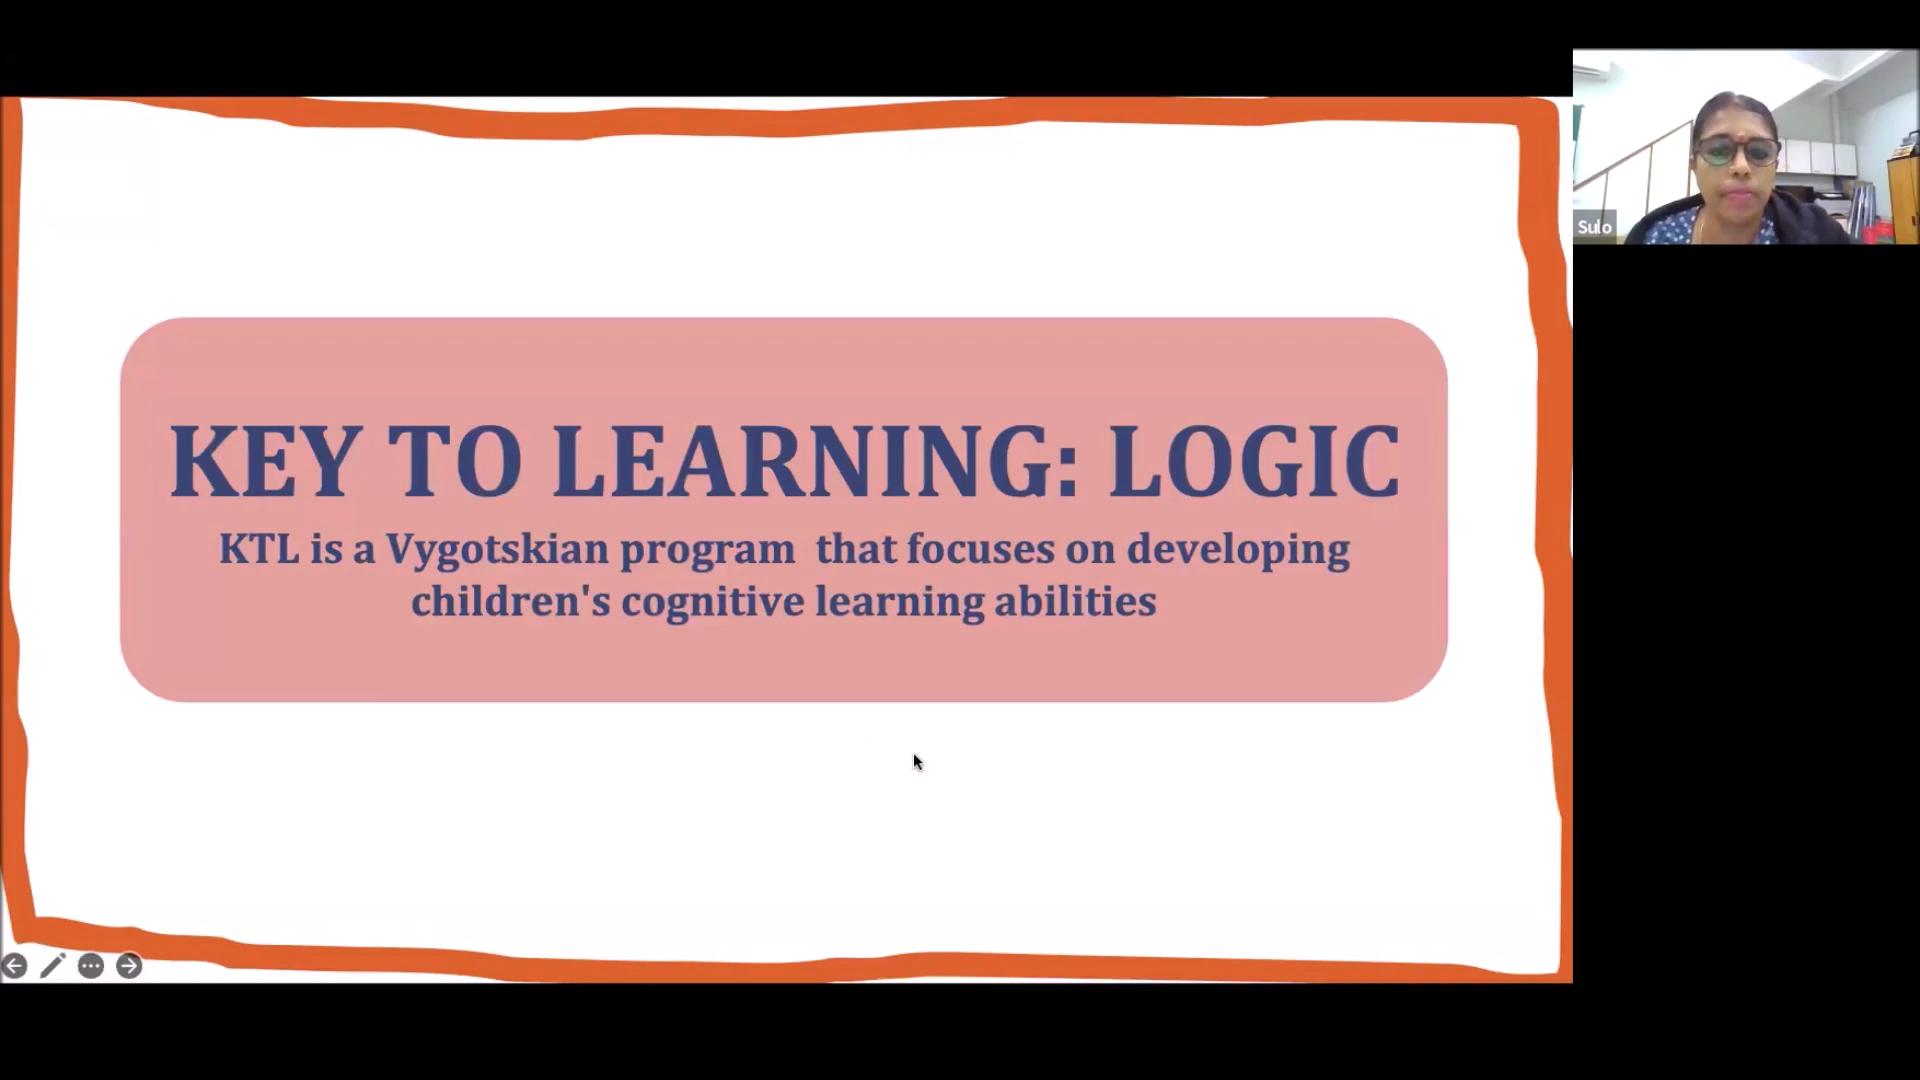 KEY TO LEARNING: LOGIC
KTL is a Vygotskian program  that focuses on developing
children's cognitive learning abilities
Sulo